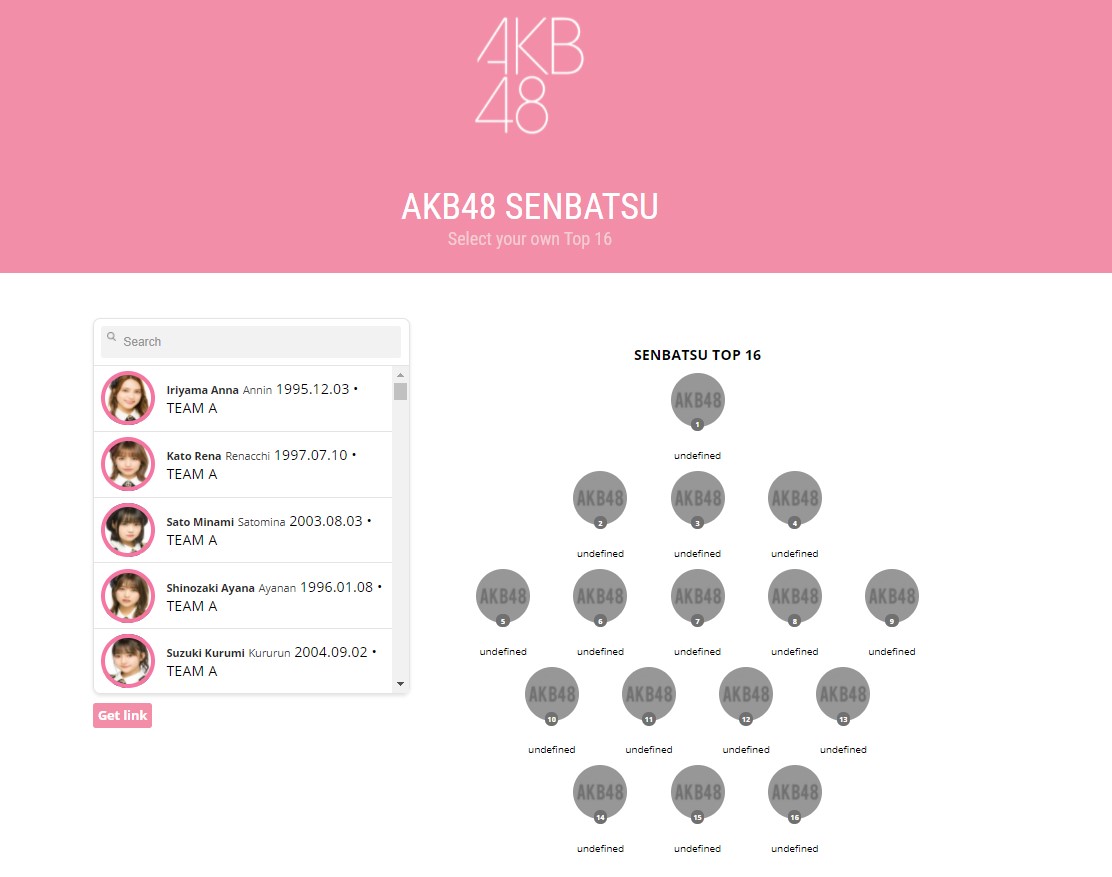 AKB
48
AKB48 SENBATSU
Select your own Top 16
Search
Iriyama Anna Annin 1995.12.03 •
TEAM A
Kato Rena Renacchi 1997.07.10 •
TEAM A
Sato Minami Satomina 2003.08.03 •
TEAM A
Shinozaki Ayana Ayanan 1996.01.08 •
TEAM A
Suzuki Kurumi Kururun 2004.09.02 •
TEAM A
Get link
SENBATSU TOP 16
AKB48
1
undefined
AKB48 AKB48 AKB48
2 3 4
undefined undefined undefined
AKB48 AKB48 AKB48 AKB48 AKB48
5 6 7 8 9
undefined undefined undefined undefined undefined
AKB48 AKB48 AKB48 AKB48
10 11 12 13
undefined undefined undefined undefined
AKB48 AKB48 AKB48
14 15 16
undefined undefined undefined